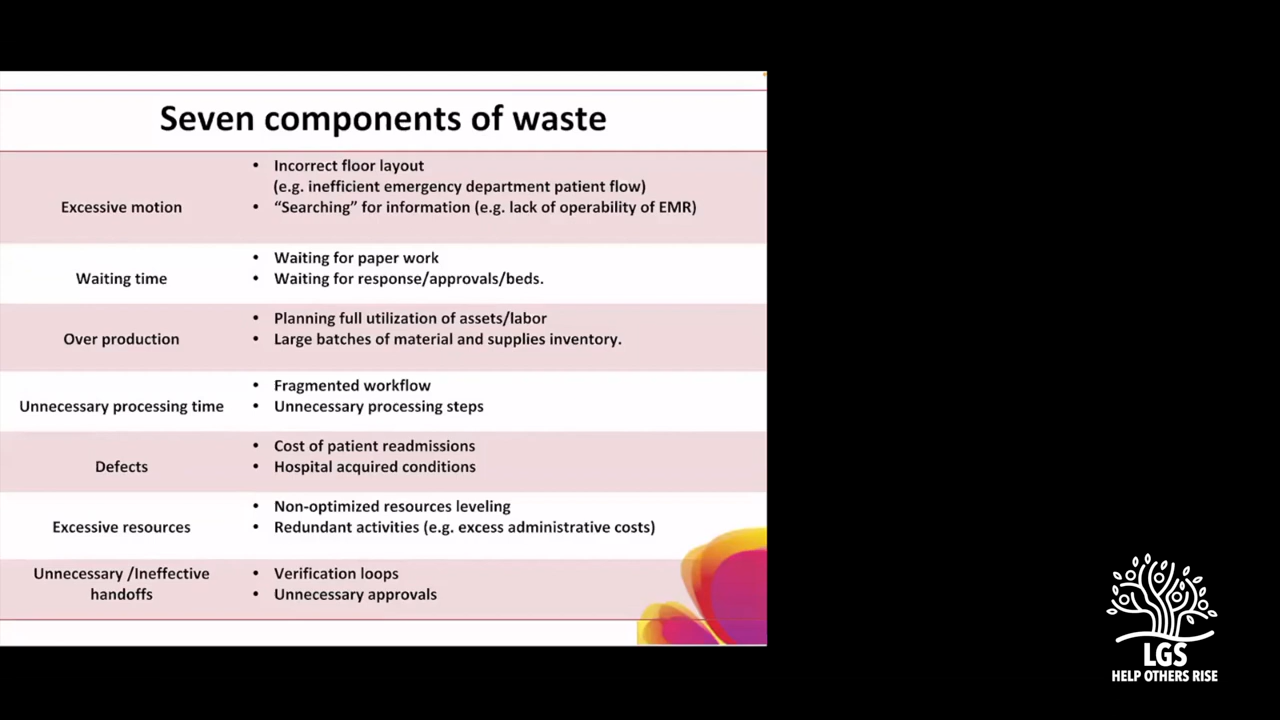 Seven components of waste
Excessive motion
• Incorrect floor layout
(e.g. inefficient emergency department patient flow)
• “Searching” for information (e.g. lack of operability of EMR)
Waiting time
• Waiting for paper work
• Waiting for response/approvals/beds.
Over production
• Planning full utilization of assets/labor
• Large batches of material and supplies inventory.
Unnecessary processing time
• Fragmented workflow
• Unnecessary processing steps
Defects
• Cost of patient readmissions
• Hospital acquired conditions
Excessive resources
• Non-optimized resources leveling
• Redundant activities (e.g. excess administrative costs)
Unnecessary /Ineffective
handoffs
• Verification loops
• Unnecessary approvals
LGS
HELP OTHERS RISE